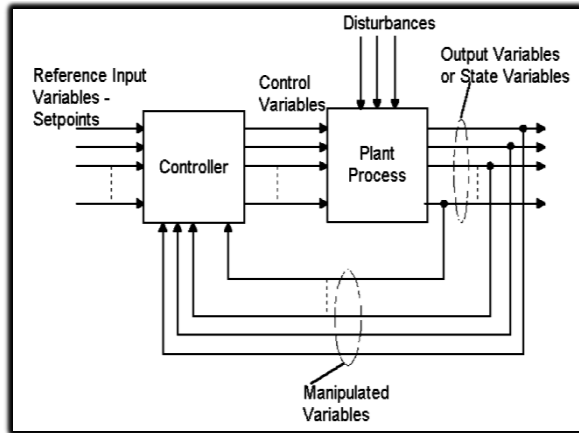 Disturbances
Output Variables
or State Variables
Reference Input
Variables -
Setpoints
Control
Variables
Controller
Plant
Process
Manipulated
Variables